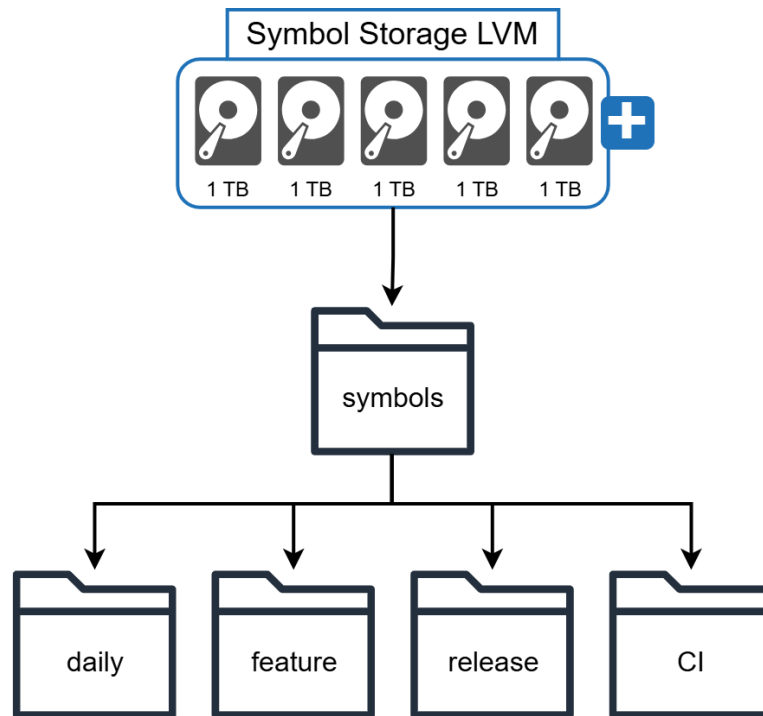 Symbol Storage LVM
1 TB 1 TB 1 TB 1 TB 1 TB
symbols
daily feature release CI